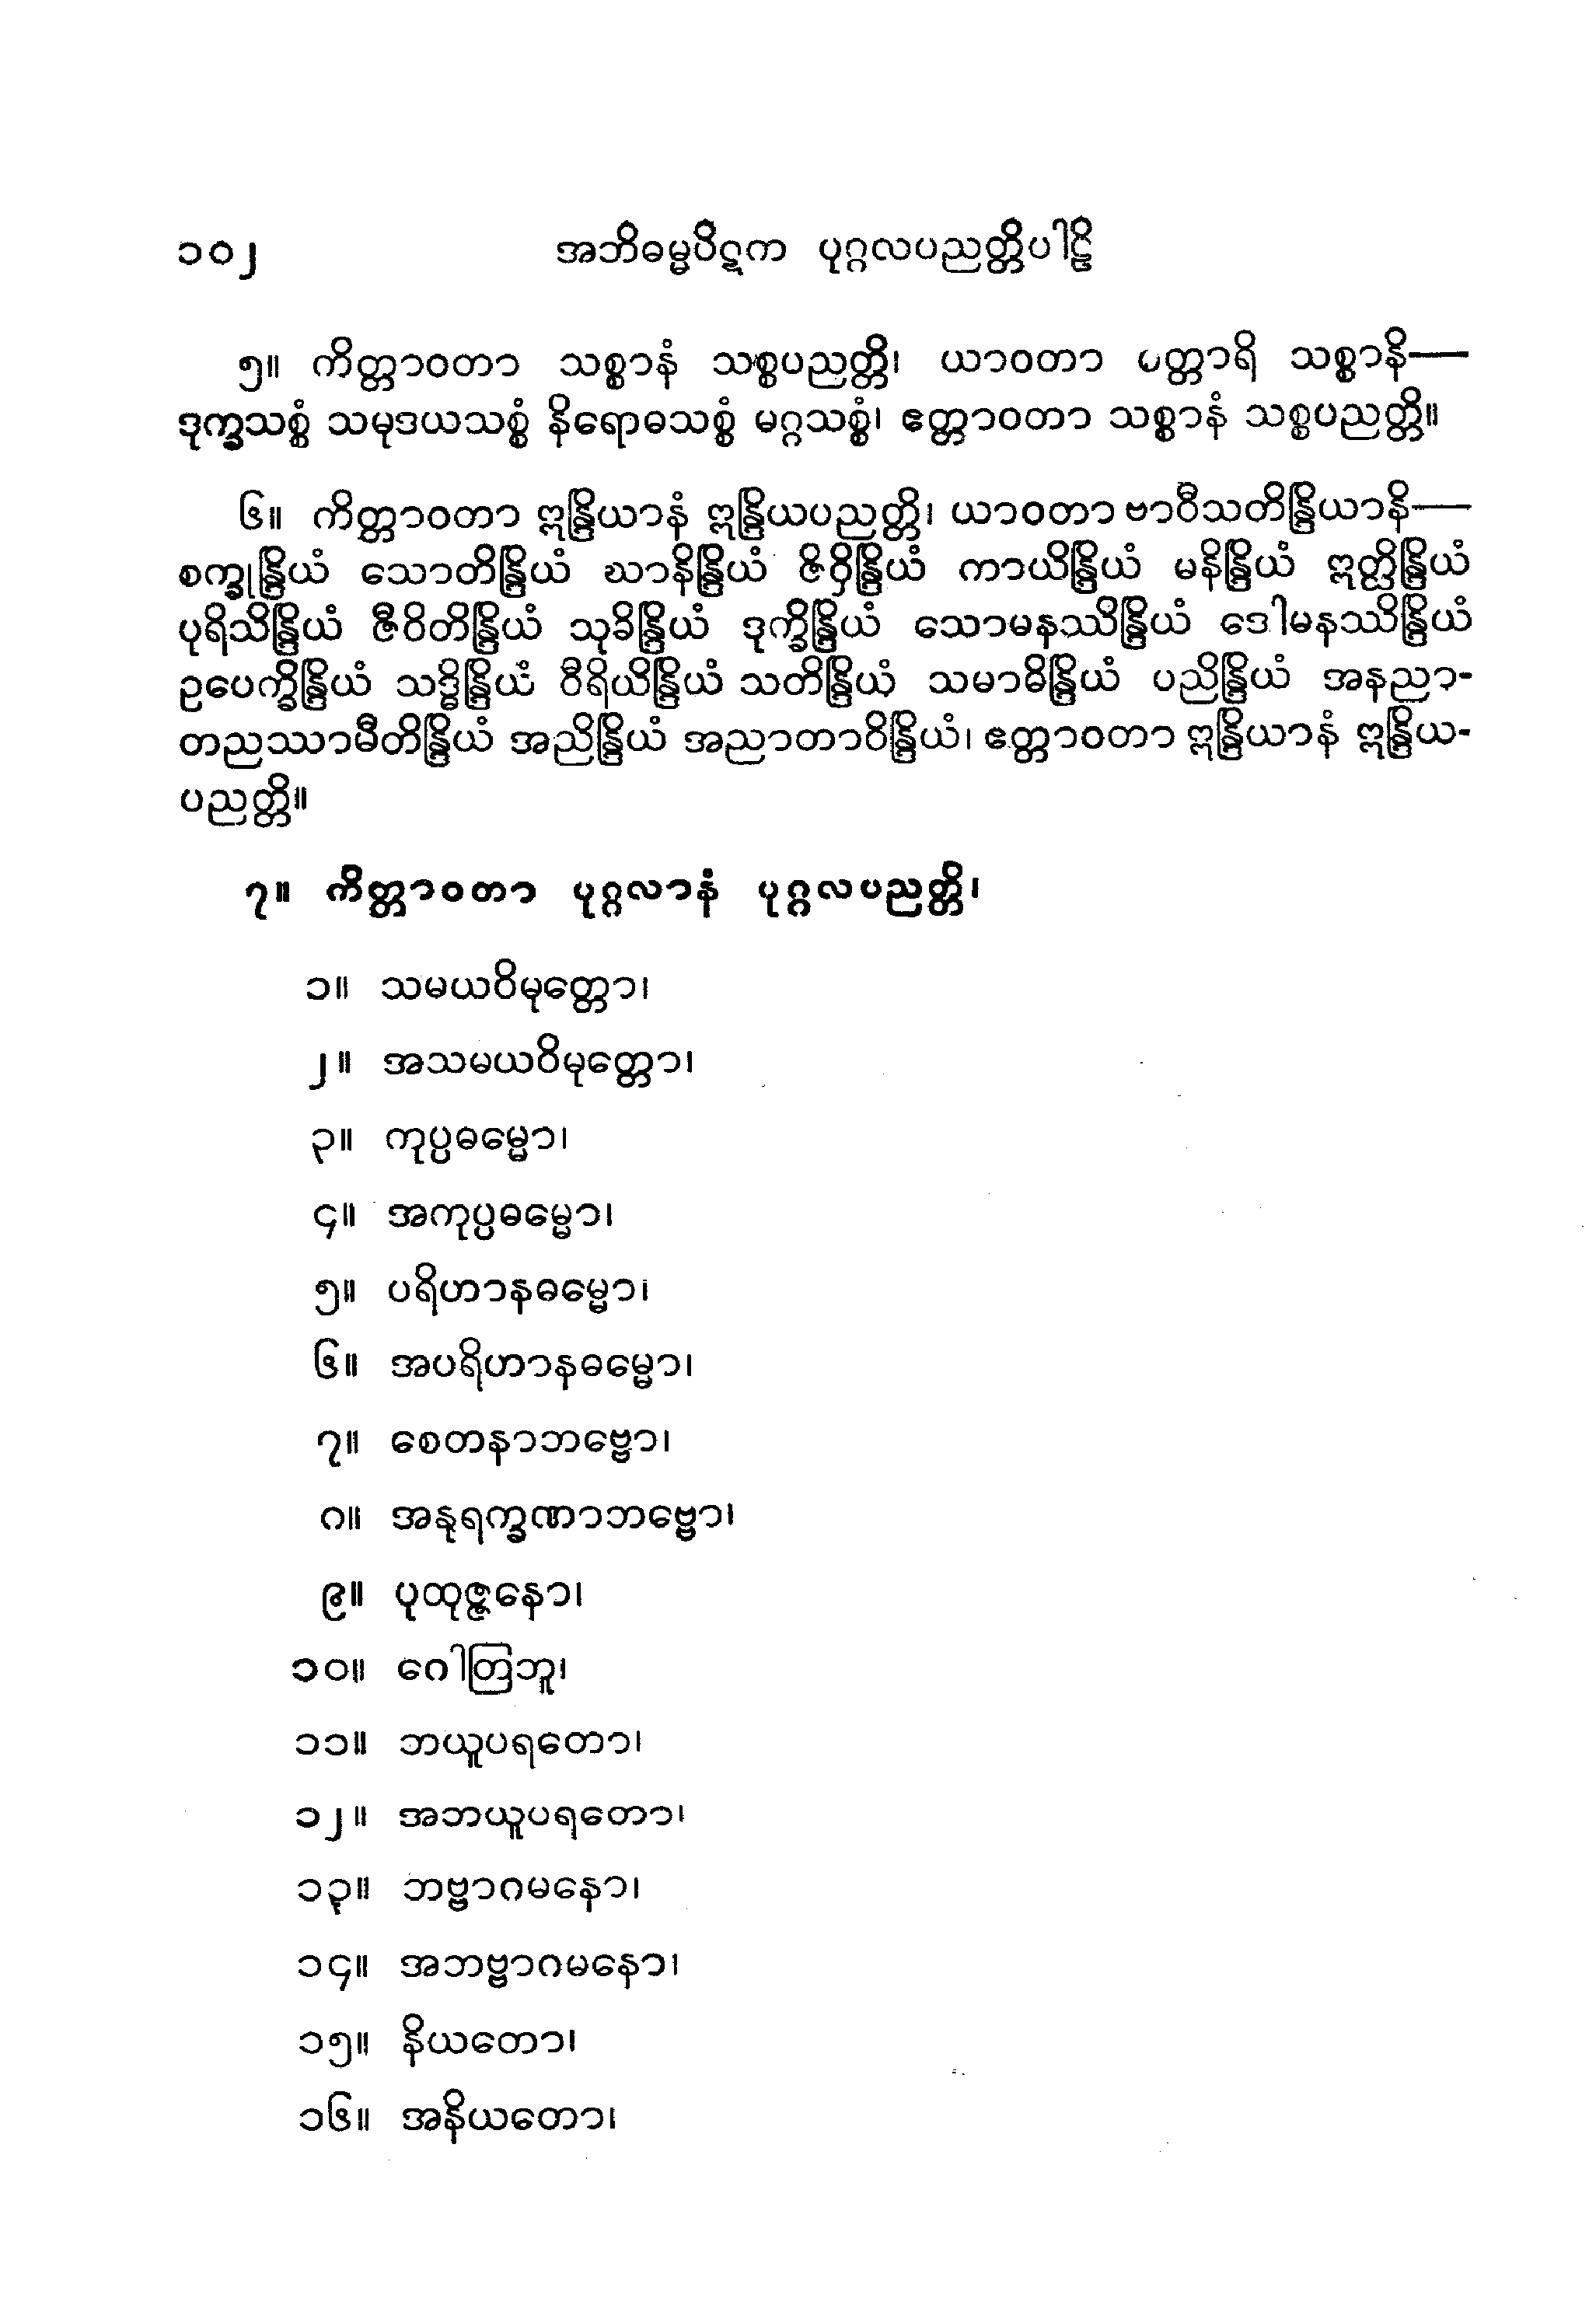 ၁၀၂ အဘိဓမ္မပိဋက ပုဂ္ဂလပညတ္တိပါဠိ
၅။ ကိတ္တာဝတာ သစ္စာနံ သစ္စပညတ္တိ၊ ယာဝတာ စတ္တာရိ သစ္စာနိ—
ဒုက္ခသစ္စံ သမုဒယသစ္စံ နိရောဓသစ္စံ မဂ္ဂသစ္စံ၊ ဧတ္တာဝတာ သစ္စာနံ သစ္စပညတ္တိ။
၆။ ကိတ္တာဝတာ ဣန္ဒြိယာနံ ဣန္ဒြိယပညတ္တိ၊ ယာဝတာ ဗာဝီသတိန္ဒြိယာနိ—
စက္ခုန္ဒြိယံ သောတိန္ဒြိယံ ဃာနိန္ဒြိယံ ဇိဝှိန္ဒြိယံ ကာယိန္ဒြိယံ မနိန္ဒြိယံ ဣတ္ထိန္ဒြိယံ
ပုရိသိန္ဒြိယံ ဇီဝိတိန္ဒြိယံ သုခိန္ဒြိယံ ဒုက္ခိန္ဒြိယံ သောမနဿိန္ဒြိယံ ဒေါမနဿိန္ဒြိယံ
ဥပေက္ခိန္ဒြိယံ သဒ္ဓိန္ဒြိယံ ဝီရိယိန္ဒြိယံ သတိန္ဒြိယံ သမာဓိန္ဒြိယံ ပညိန္ဒြိယံ အနညာ-
တညဿာမီတိန္ဒြိယံ အညိန္ဒြိယံ အညာတာဝိန္ဒြိယံ၊ ဧတ္တာဝတာ ဣန္ဒြိယာနံ ဣန္ဒြိယ-
ပညတ္တိ။
၇။ ကိတ္တာဝတာ ပုဂ္ဂလာနံ ပုဂ္ဂလပညတ္တိ၊
၁။ သမယဝိမုတ္တော၊
၂။ အသမယဝိမုတ္တော၊
၃။ ကုပ္ပဓမ္မော၊
၄။ အကုပ္ပဓမ္မော၊
၅။ ပရိဟာနဓမ္မော၊
၆။ အပရိဟာနဓမ္မော၊
၇။ စေတနာဘဗ္ဗော၊
၈။ အနုရက္ခဏာဘဗ္ဗော၊
၉။ ပုထုဇ္ဇနော၊
၁၀။ ဂေါတြဘူ၊
၁၁။ ဘယူပရတော၊
၁၂။ အဘယူပရတော၊
၁၃။ ဘဗ္ဗာဂမနော၊
၁၄။ အဘဗ္ဗာဂမနော၊
၁၅။ နိယတော၊
၁၆။ အနိယတော၊